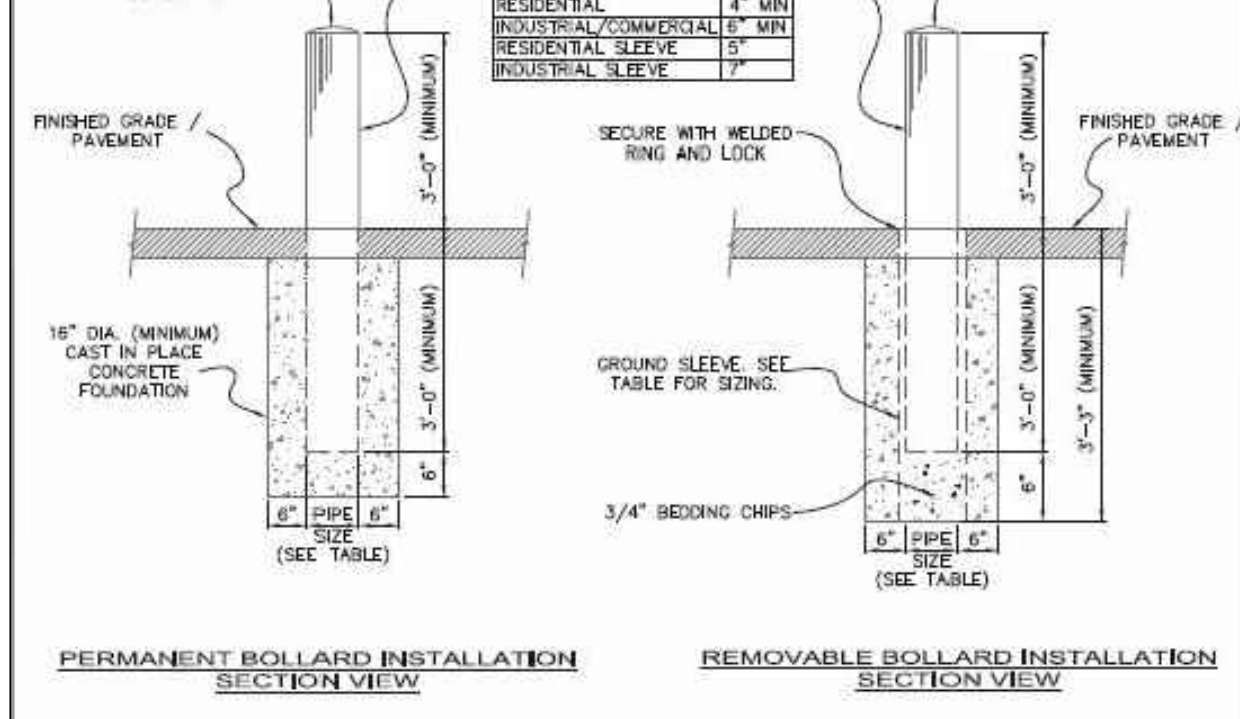 RESIDENTIAL 4" MIN
INDUSTRIAL/COMMERCIAL 6" MIN
RESIDENTIAL SLEEVE 5"
INDUSTRIAL SLEEVE 7"
FINISHED GRADE /
PAVEMENT
3'-0" (MINIMUM)
16" DIA. (MINIMUM)
CAST IN PLACE
CONCRETE
FOUNDATION
3'-0" (MINIMUM)
6"
6" PIPE 6"
SIZE
(SEE TABLE)
PERMANENT BOLLARD INSTALLATION
SECTION VIEW
SECURE WITH WELDED
RING AND LOCK
3'-0" (MINIMUM)
FINISHED GRADE /
PAVEMENT
GROUND SLEEVE. SEE
TABLE FOR SIZING.
3'-0" (MINIMUM)
3'-3" (MINIMUM)
6"
3/4" BEDDING CHIPS
6" PIPE 6"
SIZE
(SEE TABLE)
REMOVABLE BOLLARD INSTALLATION
SECTION VIEW